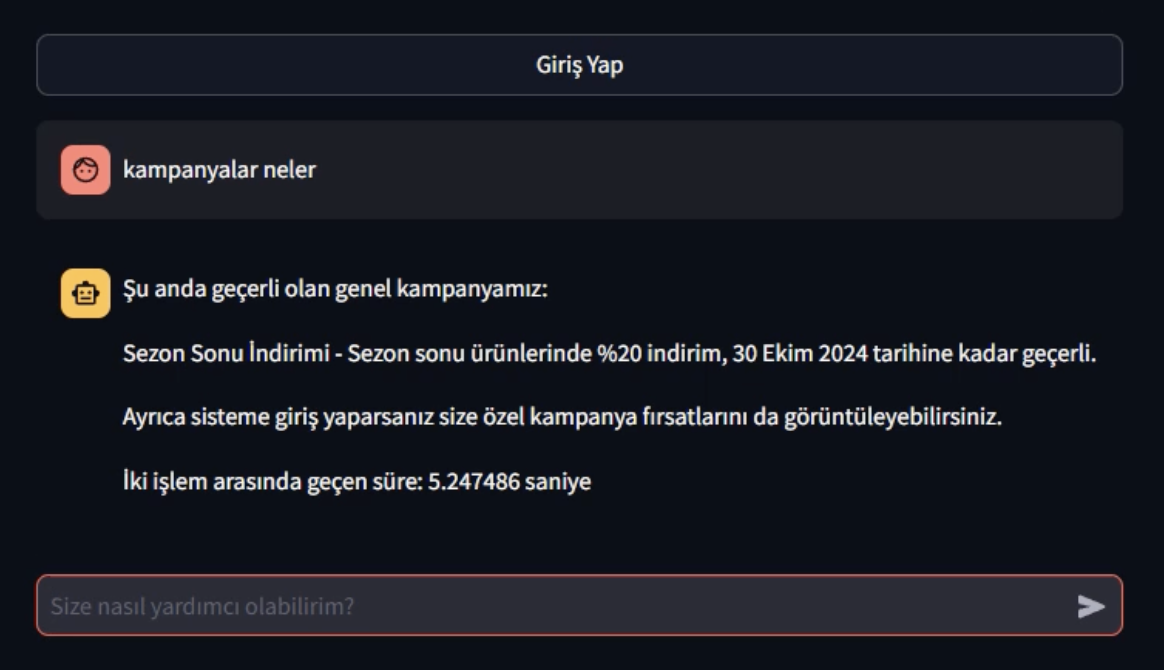 Giriş Yap
kampanyalar neler
Şu anda geçerli olan genel kampanyamız:
Sezon Sonu İndirimi - Sezon sonu ürünlerinde %20 indirim, 30 Ekim 2024 tarihine kadar geçerli.
Ayrıca sisteme giriş yaparsanız size özel kampanya fırsatlarını da görüntüleyebilirsiniz.
İki işlem arasında geçen süre: 5.247486 saniye
Size nasıl yardımcı olabilirim?